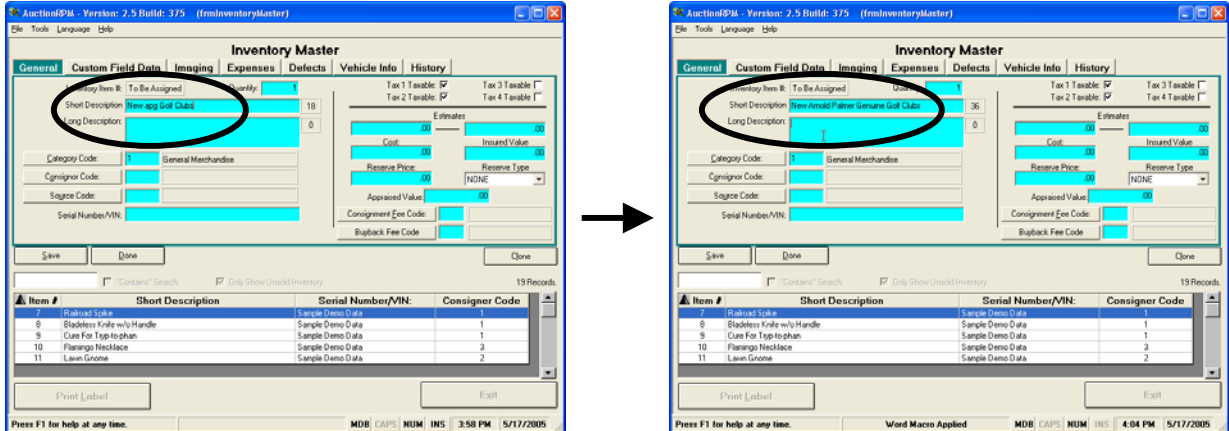 AuctionRPM - Version: 2.5 Build: 375 (frmInventoryMaster)
File Tools Language Help
Inventory Master
General Custom Field Data Imaging Expenses Defects Vehicle Info History
Inventory Item #: To Be Assigned Quantity: 1
Tax 1 Taxable: Tax 3 Taxable
Tax 2 Taxable: Tax 4 Taxable
Short Description New apg Golf Clubs 18
Long Description: 0
Estimates
.00 .00
Cost: Insured Value
.00 .00
Category Code: 1 General Merchandise
Reserve Price: Reserve Type
.00 NONE
Consignor Code:
Source Code:
Appraised Value: .00
Serial Number/VIN:
Consignment Fee Code:
Buyback Fee Code
Save Done Clone
"Contains" Search Only Show Unsold Inventory 19 Records.
Item # Short Description Serial Number/VIN: Consigner Code
7 Railroad Spike Sample Demo Data 1
8 Bladeless Knife w/o Handle Sample Demo Data 1
9 Cure For Tryp-to-phan Sample Demo Data 1
10 Flamingo Necklace Sample Demo Data 3
11 Lawn Gnome Sample Demo Data 2
Print Label Exit
Press F1 for help at any time. MDB CAPS NUM INS 3:58 PM 5/17/2005
AuctionRPM - Version: 2.5 Build: 375 (frmInventoryMaster)
File Tools Language Help
Inventory Master
General Custom Field Data Imaging Expenses Defects Vehicle Info History
Inventory Item #: To Be Assigned Quantity: 1
Tax 1 Taxable: Tax 3 Taxable
Tax 2 Taxable: Tax 4 Taxable
Short Description New Arnold Palmer Genuine Golf Clubs 36
Long Description: 0
Estimates
.00 .00
Cost: Insured Value
.00 .00
Category Code: 1 General Merchandise
Reserve Price: Reserve Type
.00 NONE
Consignor Code:
Source Code:
Appraised Value: .00
Serial Number/VIN:
Consignment Fee Code:
Buyback Fee Code
Save Done Clone
"Contains" Search Only Show Unsold Inventory 19 Records.
Item # Short Description Serial Number/VIN: Consigner Code
7 Railroad Spike Sample Demo Data 1
8 Bladeless Knife w/o Handle Sample Demo Data 1
9 Cure For Tryp-to-phan Sample Demo Data 1
10 Flamingo Necklace Sample Demo Data 3
11 Lawn Gnome Sample Demo Data 2
Print Label Exit
Press F1 for help at any time. Word Macro Applied MDB CAPS NUM INS 4:04 PM 5/17/2005